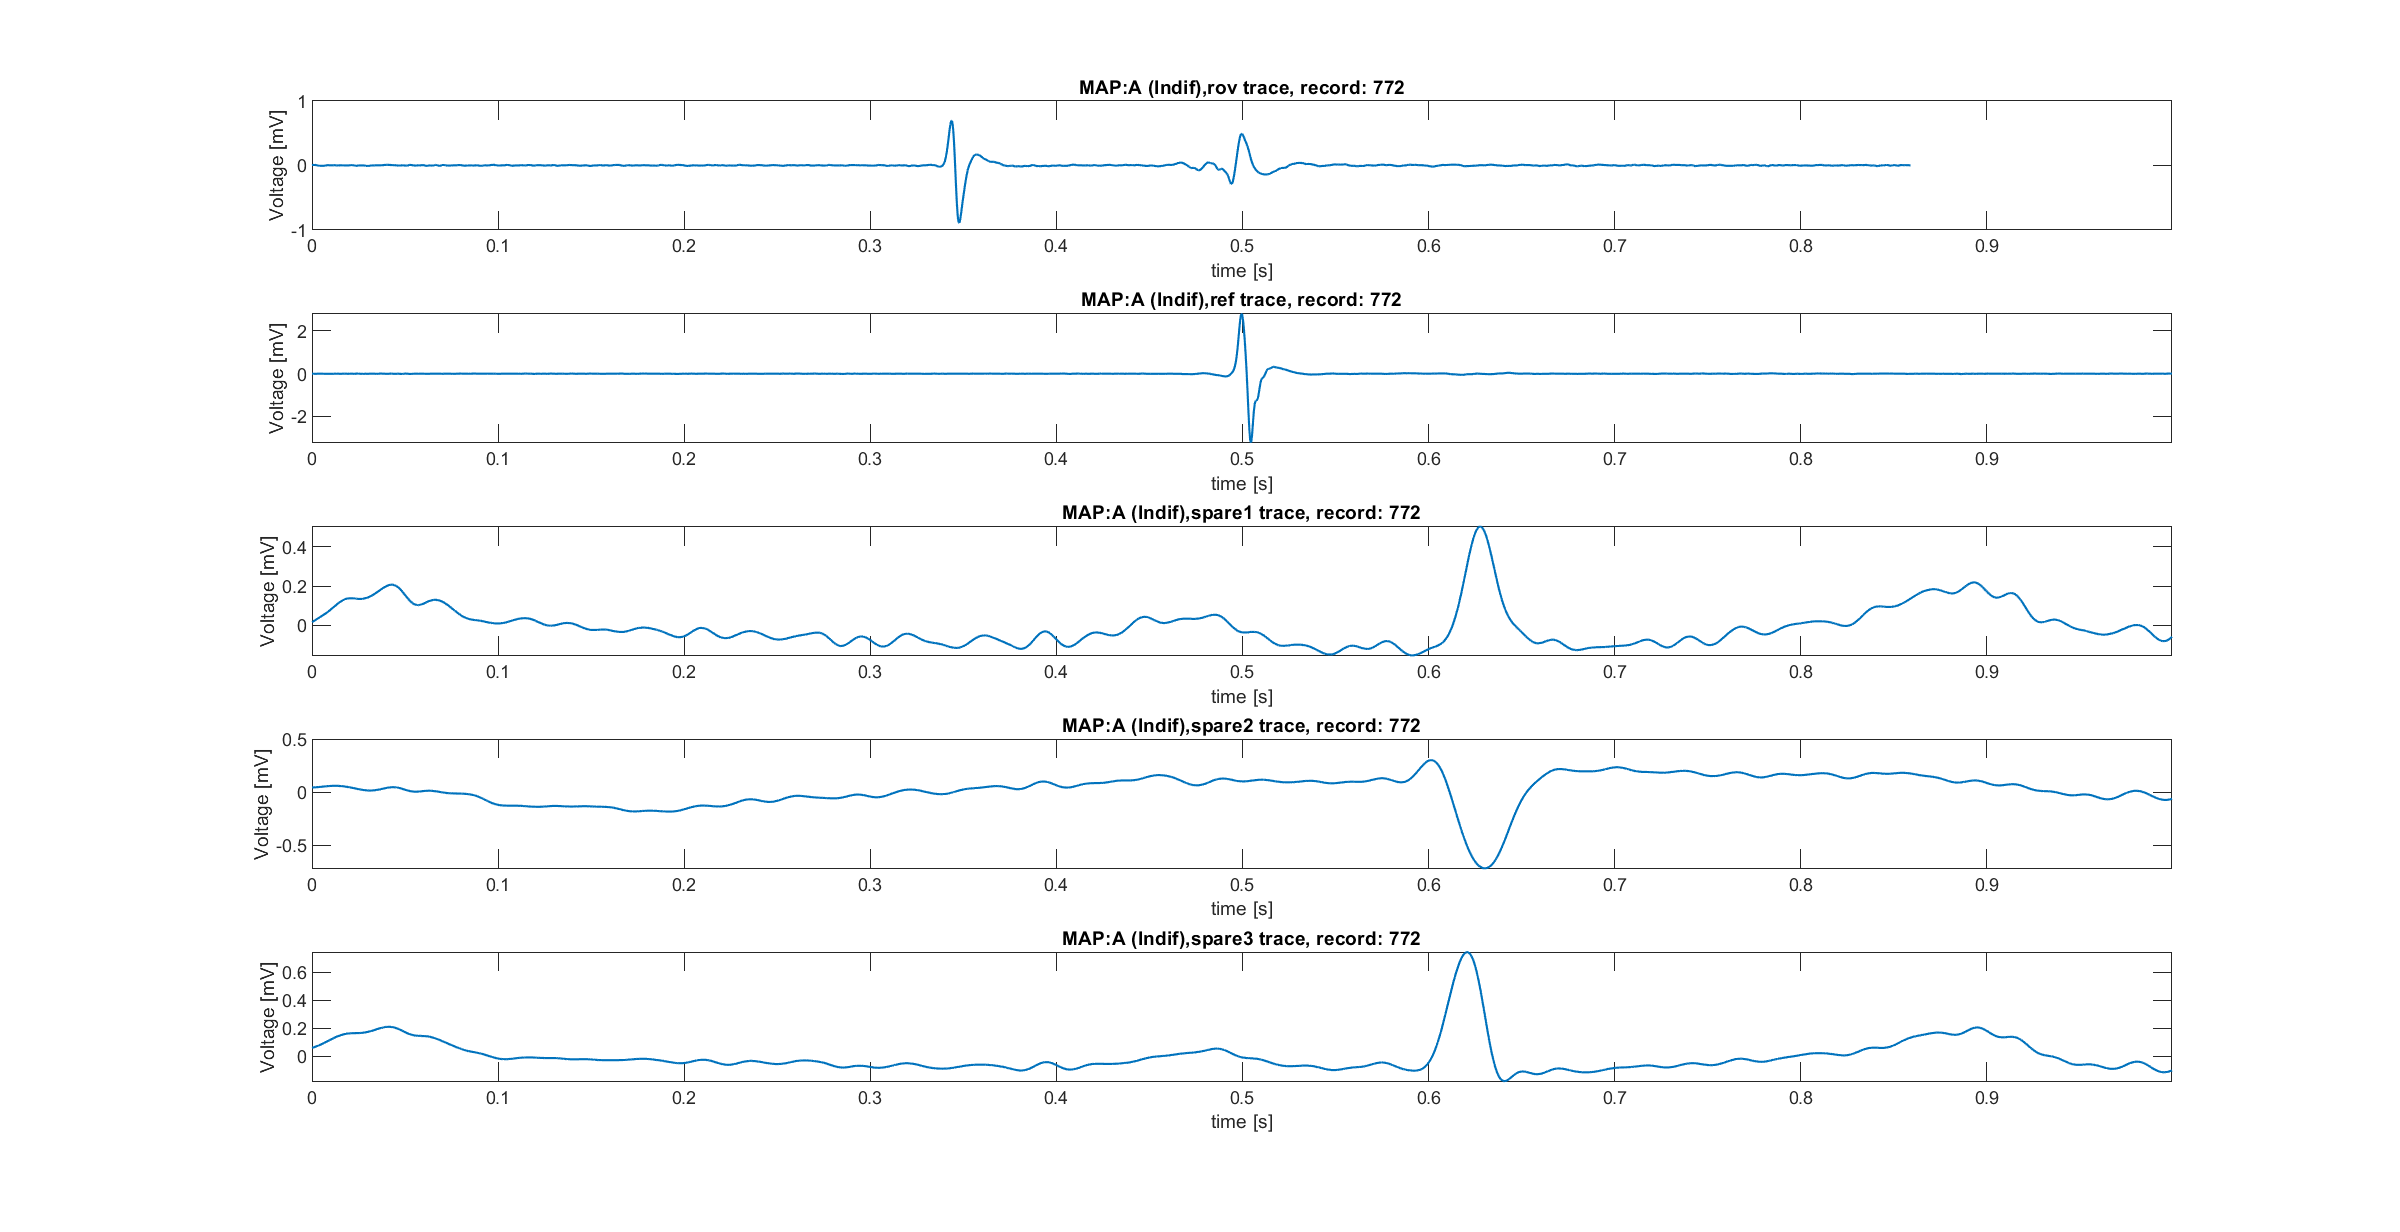 MAP:A (Indif),rov trace, record: 772
Voltage [mV]
1
0
-1
0 0.1 0.2 0.3 0.4 0.5 0.6 0.7 0.8 0.9
time [s]
MAP:A (Indif),ref trace, record: 772
Voltage [mV]
2
0
-2
0 0.1 0.2 0.3 0.4 0.5 0.6 0.7 0.8 0.9
time [s]
MAP:A (Indif),spare1 trace, record: 772
Voltage [mV]
0.4
0.2
0
0 0.1 0.2 0.3 0.4 0.5 0.6 0.7 0.8 0.9
time [s]
MAP:A (Indif),spare2 trace, record: 772
Voltage [mV]
0.5
0
-0.5
0 0.1 0.2 0.3 0.4 0.5 0.6 0.7 0.8 0.9
time [s]
MAP:A (Indif),spare3 trace, record: 772
Voltage [mV]
0.6
0.4
0.2
0
0 0.1 0.2 0.3 0.4 0.5 0.6 0.7 0.8 0.9
time [s]